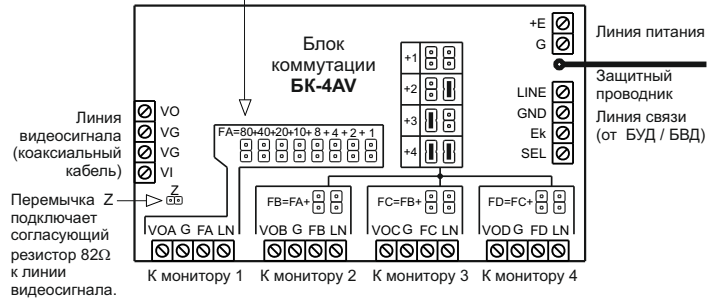 Блок
коммутации
БК-4AV
+E
G
Линия питания
Защитный
проводник
LINE
GND
Ek
SEL
Линия связи
(от БУД / БВД)
+1
+2
+3
+4
Линия
видеосигнала
(коаксиальный
кабель)
VO
VG
VG
VI
FA=80+40+20+10+ 8 + 4 + 2 + 1
Z
Перемычка Z
подключает
согласующий
резистор 82Ω
к линии
видеосигнала.
FB=FA+
FC=FB+
FD=FC+
VOA G FA LN
VOB G FB LN
VOC G FC LN
VOD G FD LN
К монитору 1
К монитору 2
К монитору 3
К монитору 4